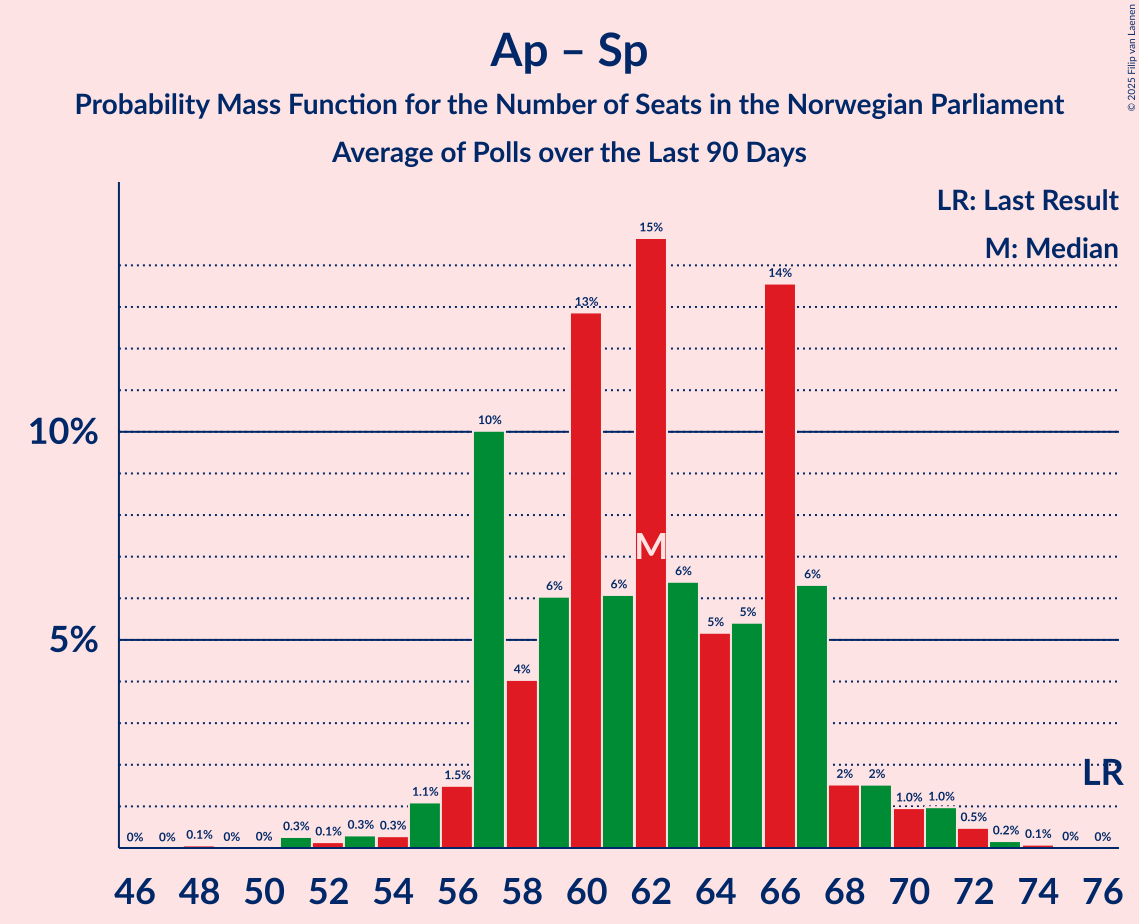 Ap – Sp
Probability Mass Function for the Number of Seats in the Norwegian Parliament
Average of Polls over the Last 90 Days
© 2025 Filip van Laenen
LR: Last Result
M: Median
10%
5%
0% 0% 0.1% 0% 0% 0.3% 0.1% 0.3% 0.3% 1.1% 1.5% 10% 4% 6% 13% 6% 15% 6% 5% 5% 14% 6% 2% 2% 1.0% 1.0% 0.5% 0.2% 0.1% 0% 0%
M
LR
46 48 50 52 54 56 58 60 62 64 66 68 70 72 74 76